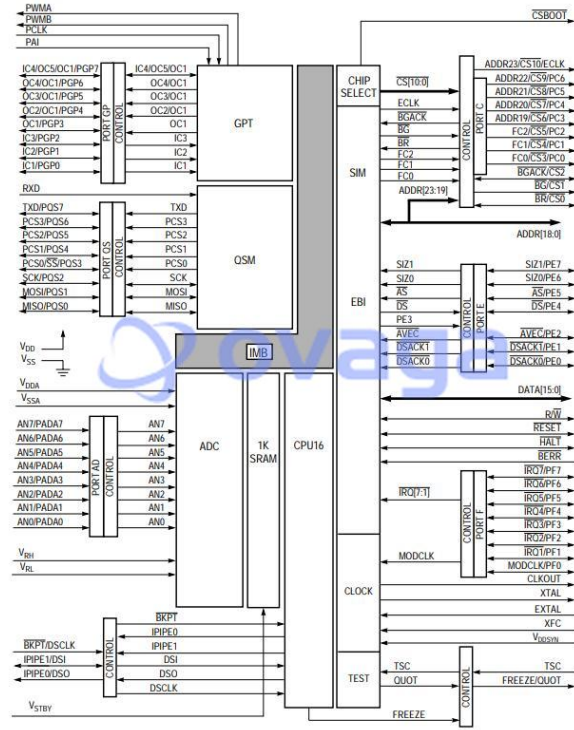 PWMA
PWMB
PCLK
PAI
IC4/OC5/OC1/PGP7
OC4/OC1/PGP6
OC3/OC1/PGP5
OC2/OC1/PGP4
OC1/PGP3
IC3/PGP2
IC2/PGP1
IC1/PGP0
PORT GP
CONTROL
IC4/OC5/OC1
OC4/OC1
OC3/OC1
OC2/OC1
OC1
IC3
IC2
IC1
GPT
RXD
TXD/PQS7
PCS3/PQS6
PCS2/PQS5
PCS1/PQS4
PCS0/SS/PQS3
SCK/PQS2
MOSI/PQS1
MISO/PQS0
PORT QS
CONTROL
TXD
PCS3
PCS2
PCS1
PCS0
SCK
MOSI
MISO
QSM
VDD
VSS
IMB
ovaga
VDDA
VSSA
AN7/PADA7
AN6/PADA6
AN5/PADA5
AN4/PADA4
AN3/PADA3
AN2/PADA2
AN1/PADA1
AN0/PADA0
PORT AD
CONTROL
AN7
AN6
AN5
AN4
AN3
AN2
AN1
AN0
ADC
1K
SRAM
CPU16
VRH
VRL
BKPT/DSCLK
IPIPE1/DSI
IPIPE0/DSO
CONTROL
BKPT
IPIPE0
IPIPE1
DSI
DSO
DSCLK
VSTBY
CHIP
SELECT
SIM
EBI
CLOCK
TEST
CSBOOT
CS[10:0]
ECLK
BGACK
BG
BR
FC2
FC1
FC0
ADDR[23:19]
CONTROL
PORT C
ADDR23/CS10/ECLK
ADDR22/CS9/PC6
ADDR21/CS8/PC5
ADDR20/CS7/PC4
ADDR19/CS6/PC3
FC2/CS5/PC2
FC1/CS4/PC1
FC0/CS3/PC0
BGACK/CS2
BG/CS1
BR/CS0
ADDR[18:0]
SIZ1
SIZ0
AS
DS
PE3
AVEC
DSACK1
DSACK0
CONTROL
PORT E
SIZ1/PE7
SIZ0/PE6
AS/PE5
DS/PE4
AVEC/PE2
DSACK1/PE1
DSACK0/PE0
DATA[15:0]
R/W
RESET
HALT
BERR
IRQ[7:1]
MODCLK
CONTROL
PORT F
IRQ7/PF7
IRQ6/PF6
IRQ5/PF5
IRQ4/PF4
IRQ3/PF3
IRQ2/PF2
IRQ1/PF1
MODCLK/PF0
CLKOUT
XTAL
EXTAL
XFC
VDDSYN
TSC
QUOT
FREEZE
CONTROL
TSC
FREEZE/QUOT